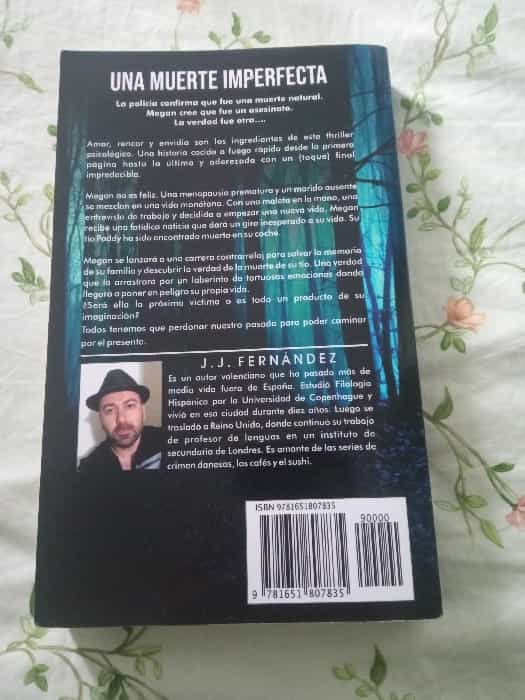 UNA MUERTE IMPERFECTA
La policía confirma que fue una muerte natural.
Megan cree que fue un asesinato.
La verdad fue otra....
Amor, rencor y envidia son los ingredientes de este thriller
psicológico. Una historia cocida a fuego rápido desde la primera
página hasta la última y aderezada con un (toque) final
impredecible.
Megan no es feliz. Una menopausia prematura y un marido ausente
se mezclan en una vida monótona. Con una maleta en la mano, una
entrevista de trabajo y decidida a empezar una nueva vida, Megan
recibe una fatídica noticia que dará un giro inesperado a su vida. Su
tío Paddy ha sido encontrado muerto en su coche.
Megan se lanzará a una carrera contrarreloj para salvar la memoria
de su familia y descubrir la verdad de la muerte de su tío. Una verdad
que la arrastrará por un laberinto de tortuosas emociones donde
llegará a poner en peligro su propia vida.
¿Será ella la próxima víctima o es todo un producto de su
imaginación?
Todos tenemos que perdonar nuestro pasado para poder caminar
por el presente.
J.J. FERNÁNDEZ
Es un autor valenciano que ha pasado más de
media vida fuera de España. Estudió Filología
Hispánica por la Universidad de Copenhague y
vivió en esa ciudad durante diez años. Luego se
trasladó a Reino Unido, donde continuó su trabajo
de profesor de lenguas en un instituto de
secundaria de Londres. Es amante de las series de
crimen danesas, los cafés y el sushi.
ISBN 9781651807835
90000
9 781651 807835